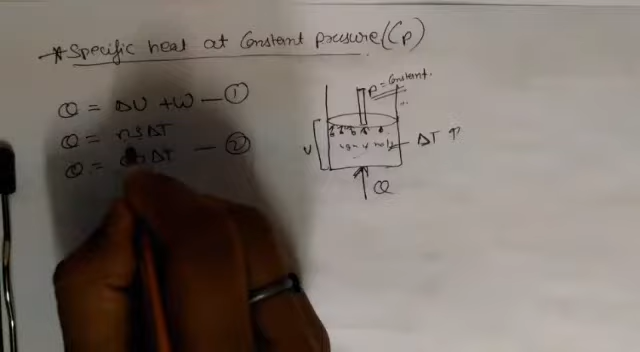 * Specific heat at Constant pressure (Cp)
Q = ΔU + W — ①
Q = nSΔT
Q = ΔT — ②
P = Constant.
V
ΔT ↑
Q